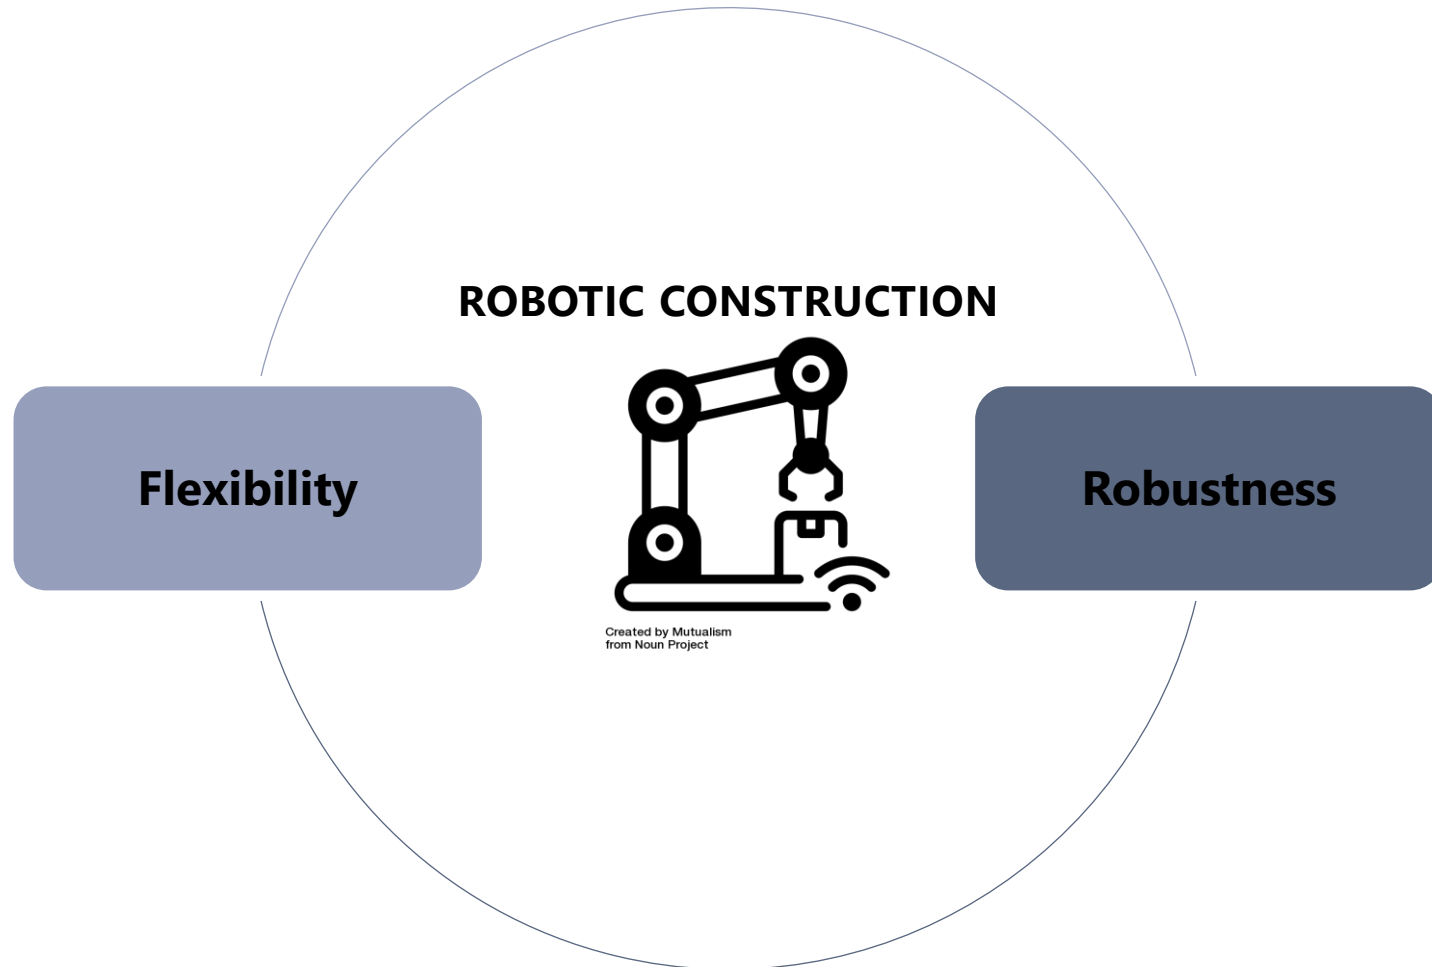 ROBOTIC CONSTRUCTION
Flexibility
Robustness
Created by Mutualism
from Noun Project